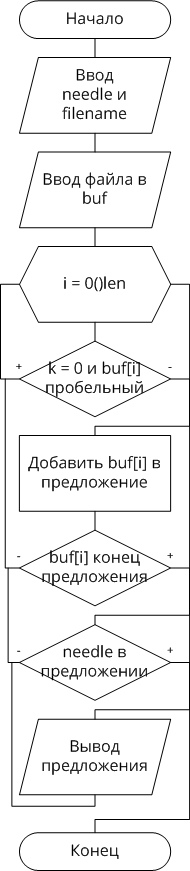 Начало
Ввод
needle и
filename
Ввод файла в
buf
i = 0()len
+
k = 0 и buf[i]
-
пробельный
Добавить buf[i] в
предложение
-
buf[i] конец
+
предложения
-
needle в
+
предложении
Вывод
предложения
Конец